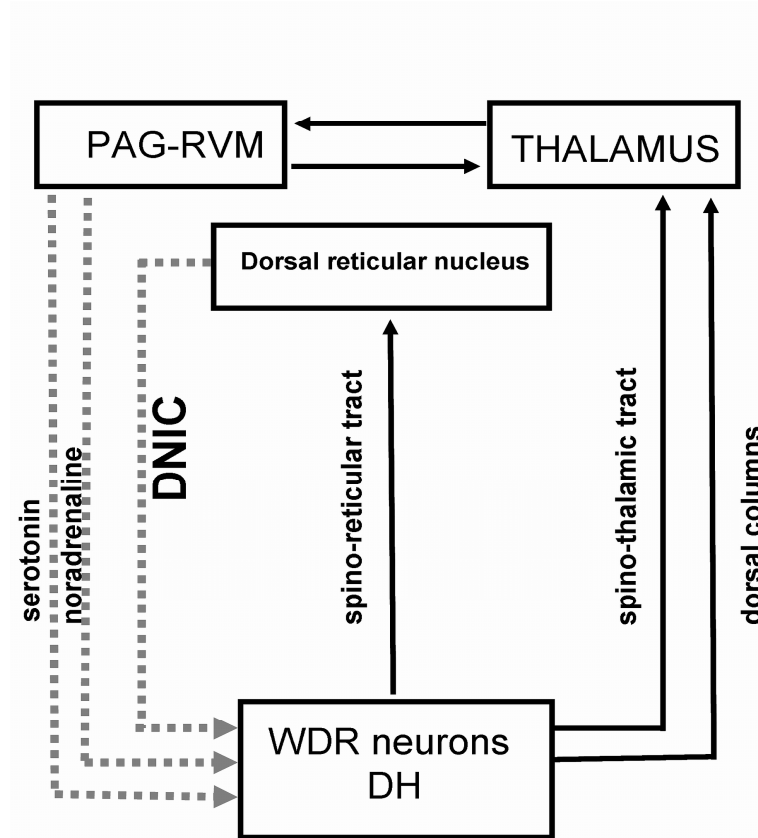 PAG-RVM
THALAMUS
Dorsal reticular nucleus
DNIC
serotonin
noradrenaline
spino-reticular tract
spino-thalamic tract
dorsal columns
WDR neurons
DH